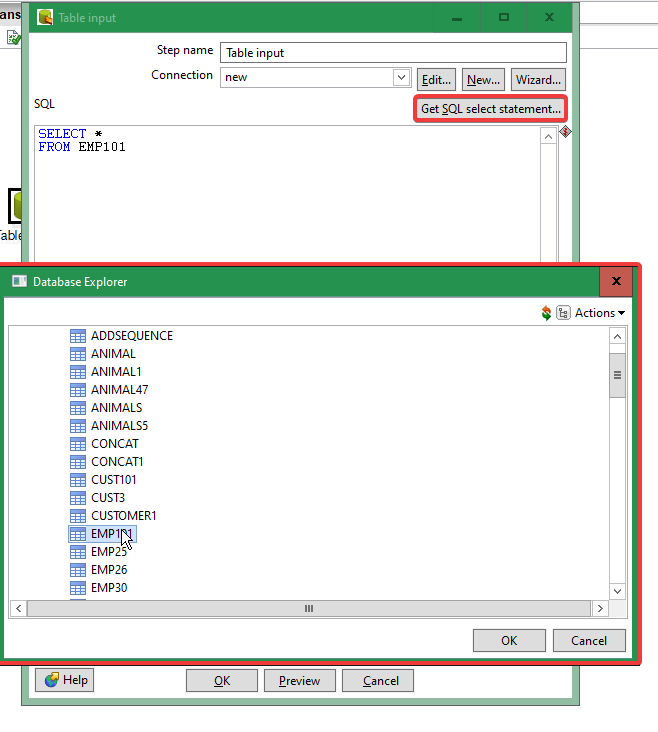 ans
Table input
Step name Table input
Connection new Edit... New... Wizard...
SQL Get SQL select statement...
SELECT *
FROM EMP101
Table
Database Explorer
Actions
ADDSEQUENCE
ANIMAL
ANIMAL1
ANIMAL47
ANIMALS
ANIMALS5
CONCAT
CONCAT1
CUST101
CUST3
CUSTOMER1
EMP101
EMP25
EMP26
EMP30
OK Cancel
Help OK Preview Cancel